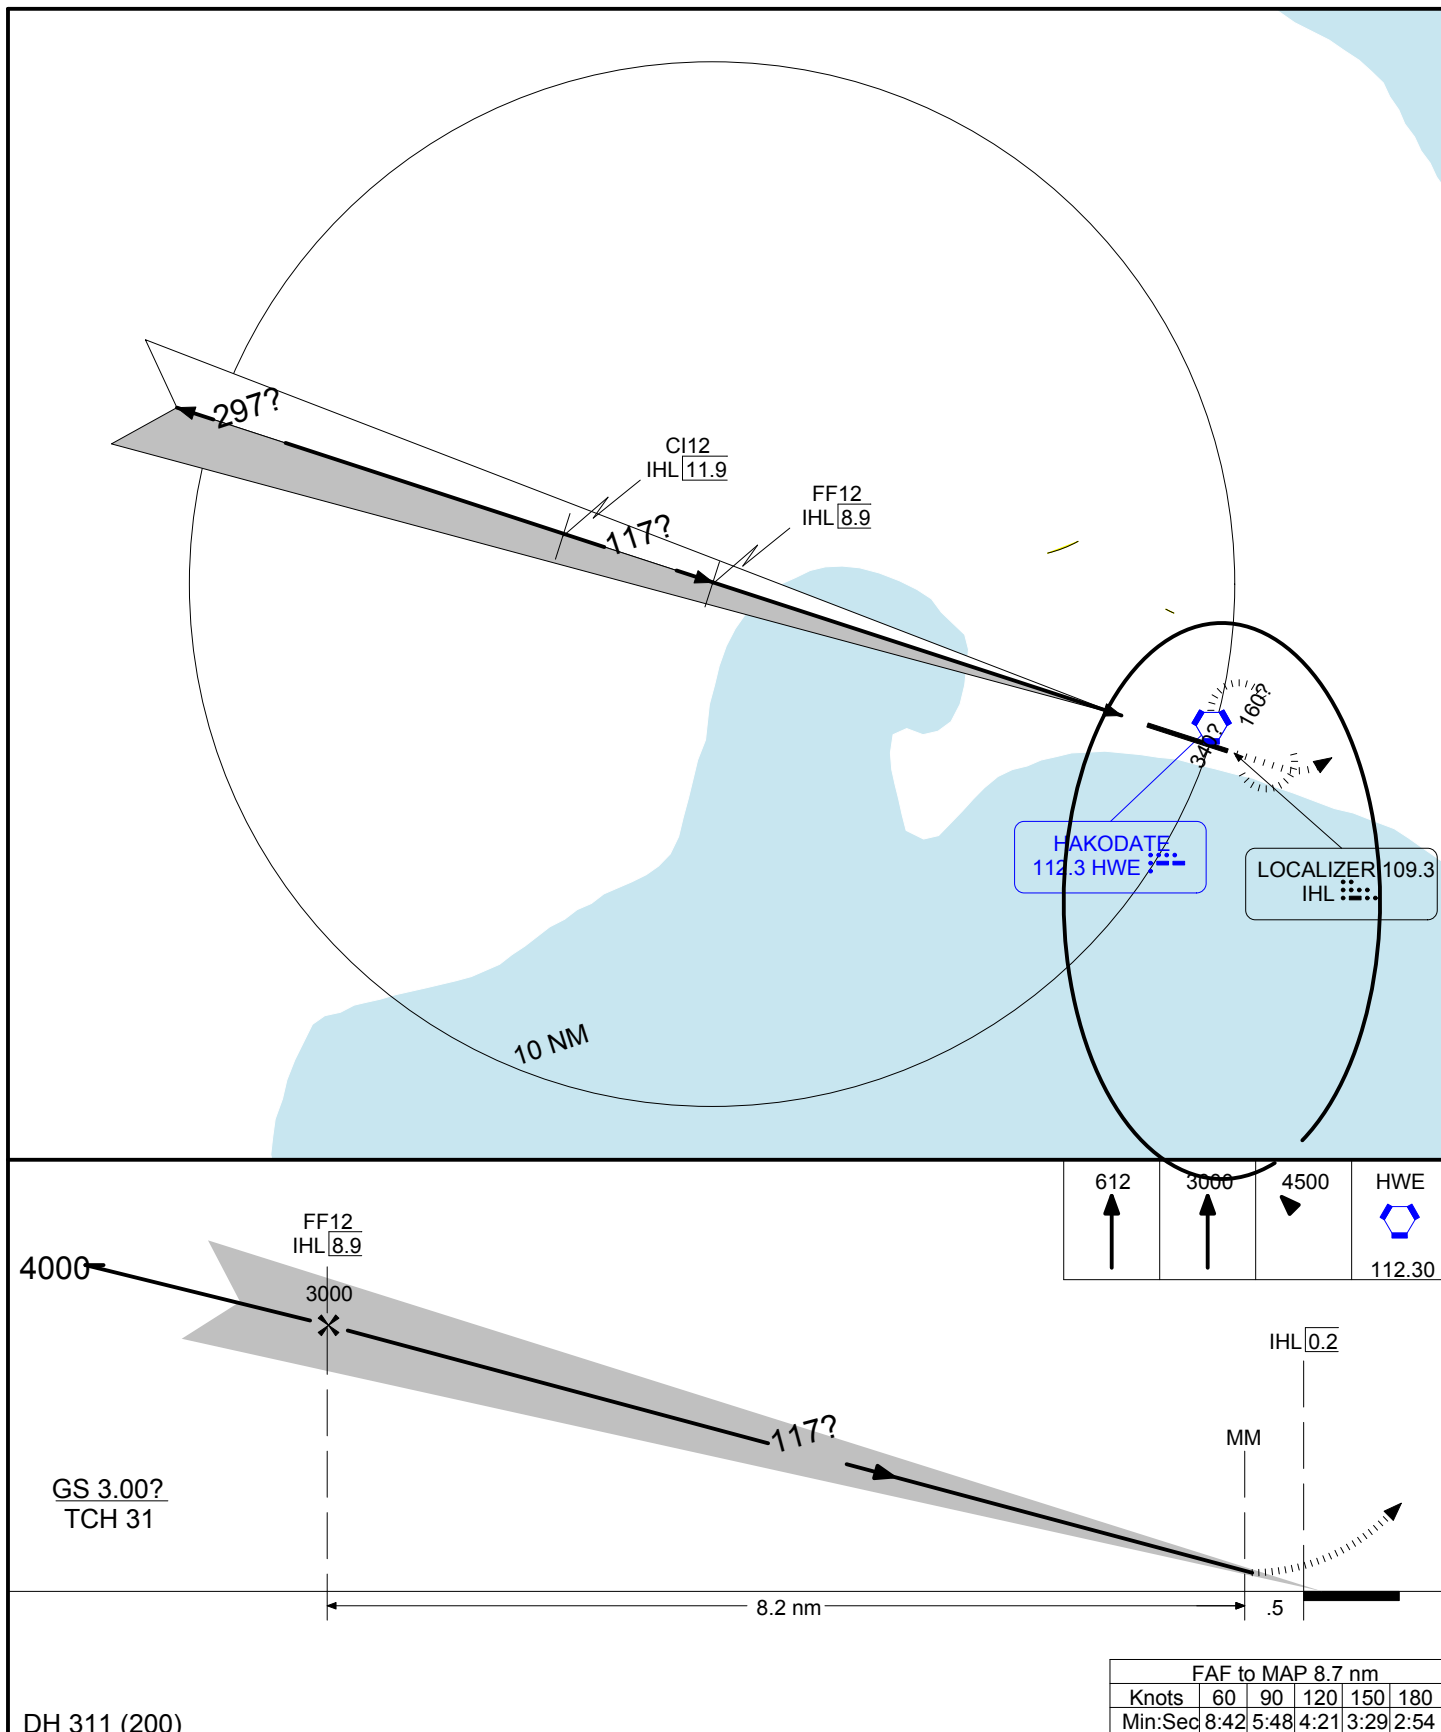 297?
CI12
IHL 11.9
117?
FF12
IHL 8.9
160?
340?
HAKODATE
112.3 HWE
LOCALIZER 109.3
IHL
10 NM
612
3000
4500
HWE
112.30
FF12
IHL 8.9
4000
3000
IHL 0.2
117?
MM
GS 3.00?
TCH 31
8.2 nm
.5
FAF to MAP 8.7 nm
Knots 60 90 120 150 180
Min:Sec 8:42 5:48 4:21 3:29 2:54
DH 311 (200)